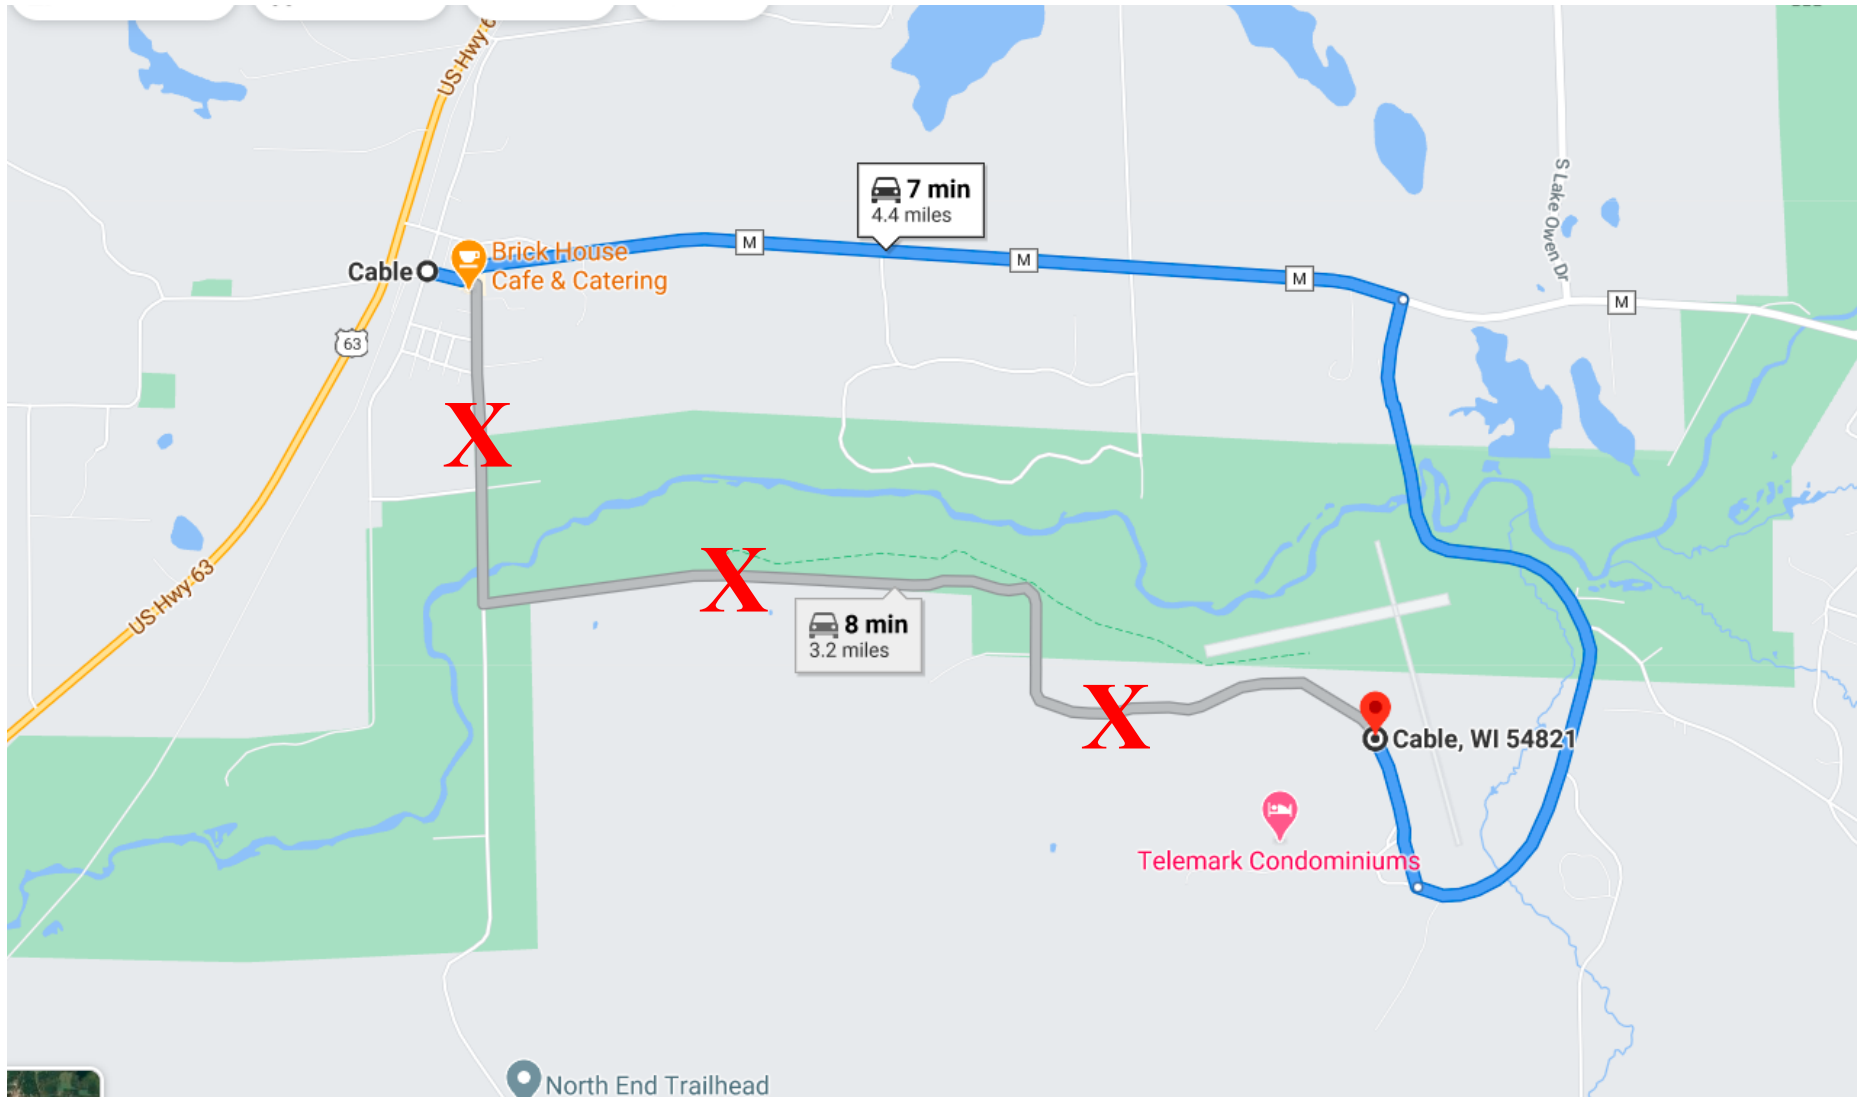 US Hwy 6
7 min
4.4 miles
S Lake Owen Dr
M
M
M
M
Brick House
Cafe & Catering
Cable
63
X
X
X
US Hwy 63
8 min
3.2 miles
Cable, WI 54821
Telemark Condominiums
North End Trailhead